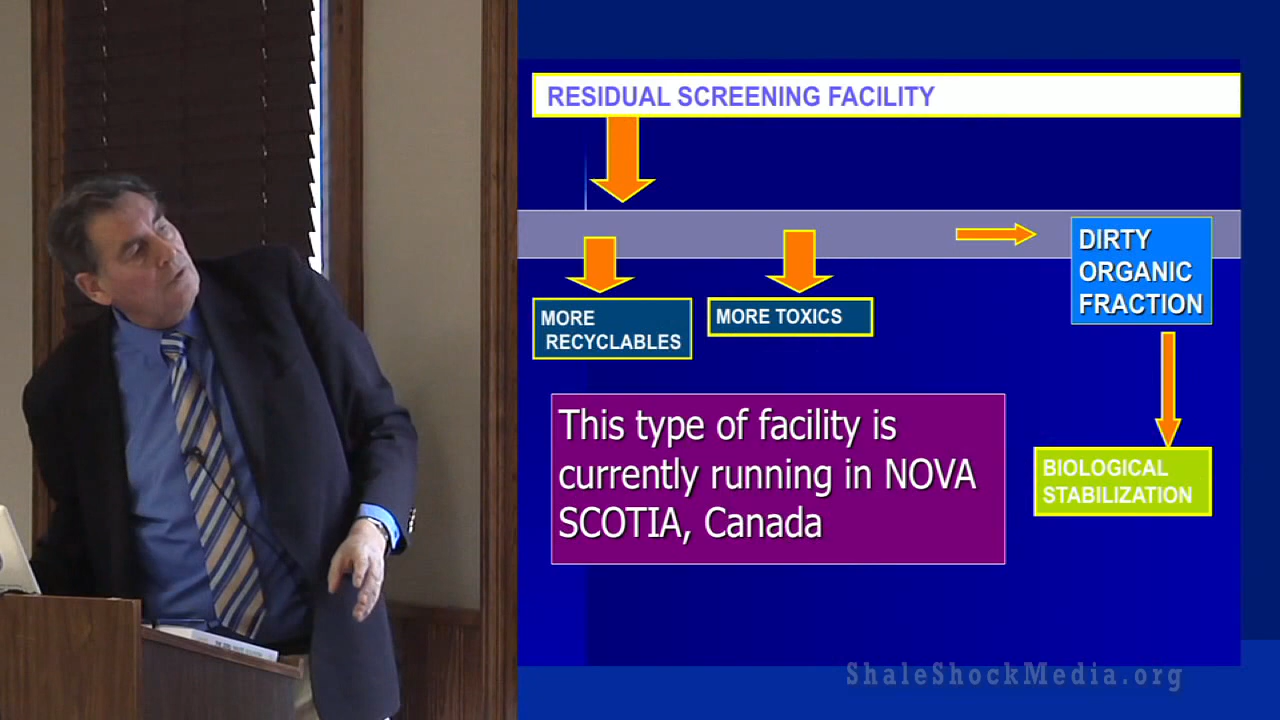 RESIDUAL SCREENING FACILITY
DIRTY
ORGANIC
FRACTION
MORE
RECYCLABLES
MORE TOXICS
This type of facility is
currently running in NOVA
SCOTIA, Canada
BIOLOGICAL
STABILIZATION
ShaleShockMedia.org